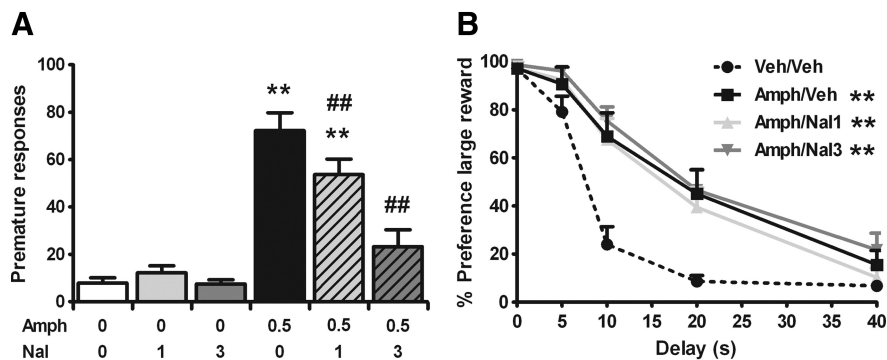 A
Premature responses
100
80
60
40
20
0
**
##
**
##
Amph 0 0 0 0.5 0.5 0.5
Nal 0 1 3 0 1 3
B
% Preference large reward
100
80
60
40
20
0
Veh/Veh
Amph/Veh **
Amph/Nal1 **
Amph/Nal3 **
0 5 10 15 20 25 30 35 40
Delay (s)